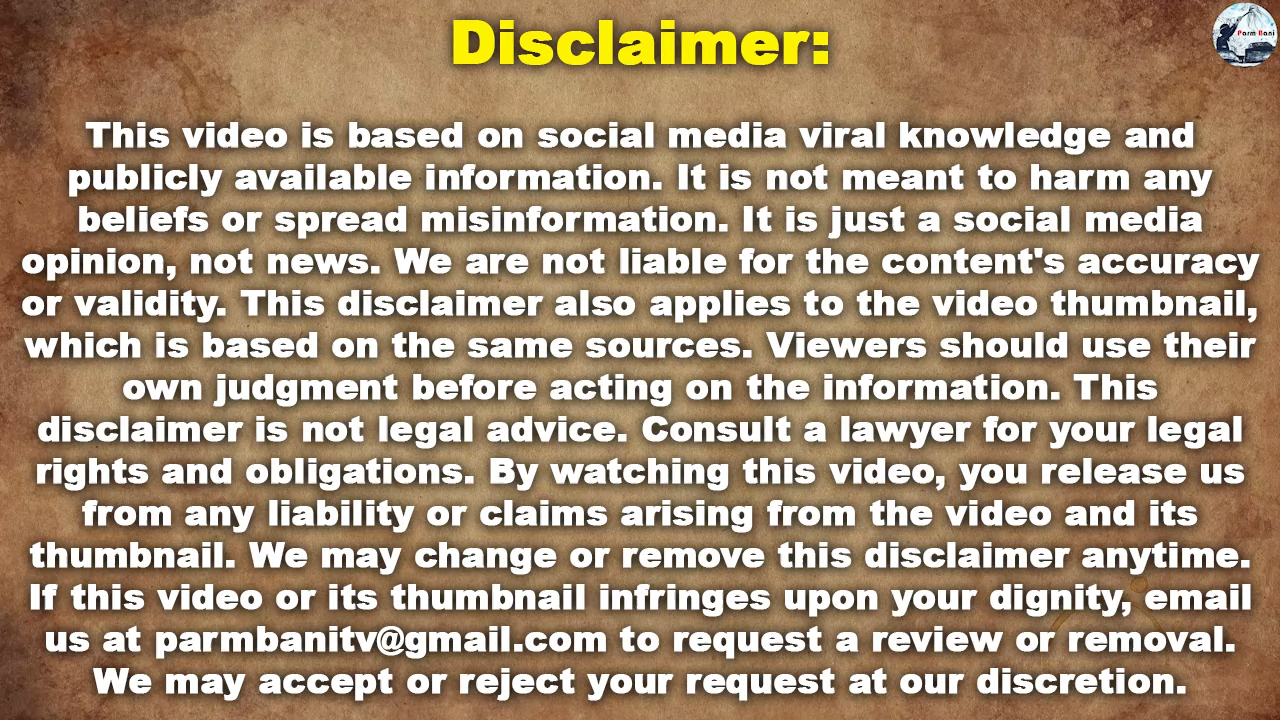 Disclaimer:
Parm Bani
This video is based on social media viral knowledge and
publicly available information. It is not meant to harm any
beliefs or spread misinformation. It is just a social media
opinion, not news. We are not liable for the content's accuracy
or validity. This disclaimer also applies to the video thumbnail,
which is based on the same sources. Viewers should use their
own judgment before acting on the information. This
disclaimer is not legal advice. Consult a lawyer for your legal
rights and obligations. By watching this video, you release us
from any liability or claims arising from the video and its
thumbnail. We may change or remove this disclaimer anytime.
If this video or its thumbnail infringes upon your dignity, email
us at parmbanitv@gmail.com to request a review or removal.
We may accept or reject your request at our discretion.